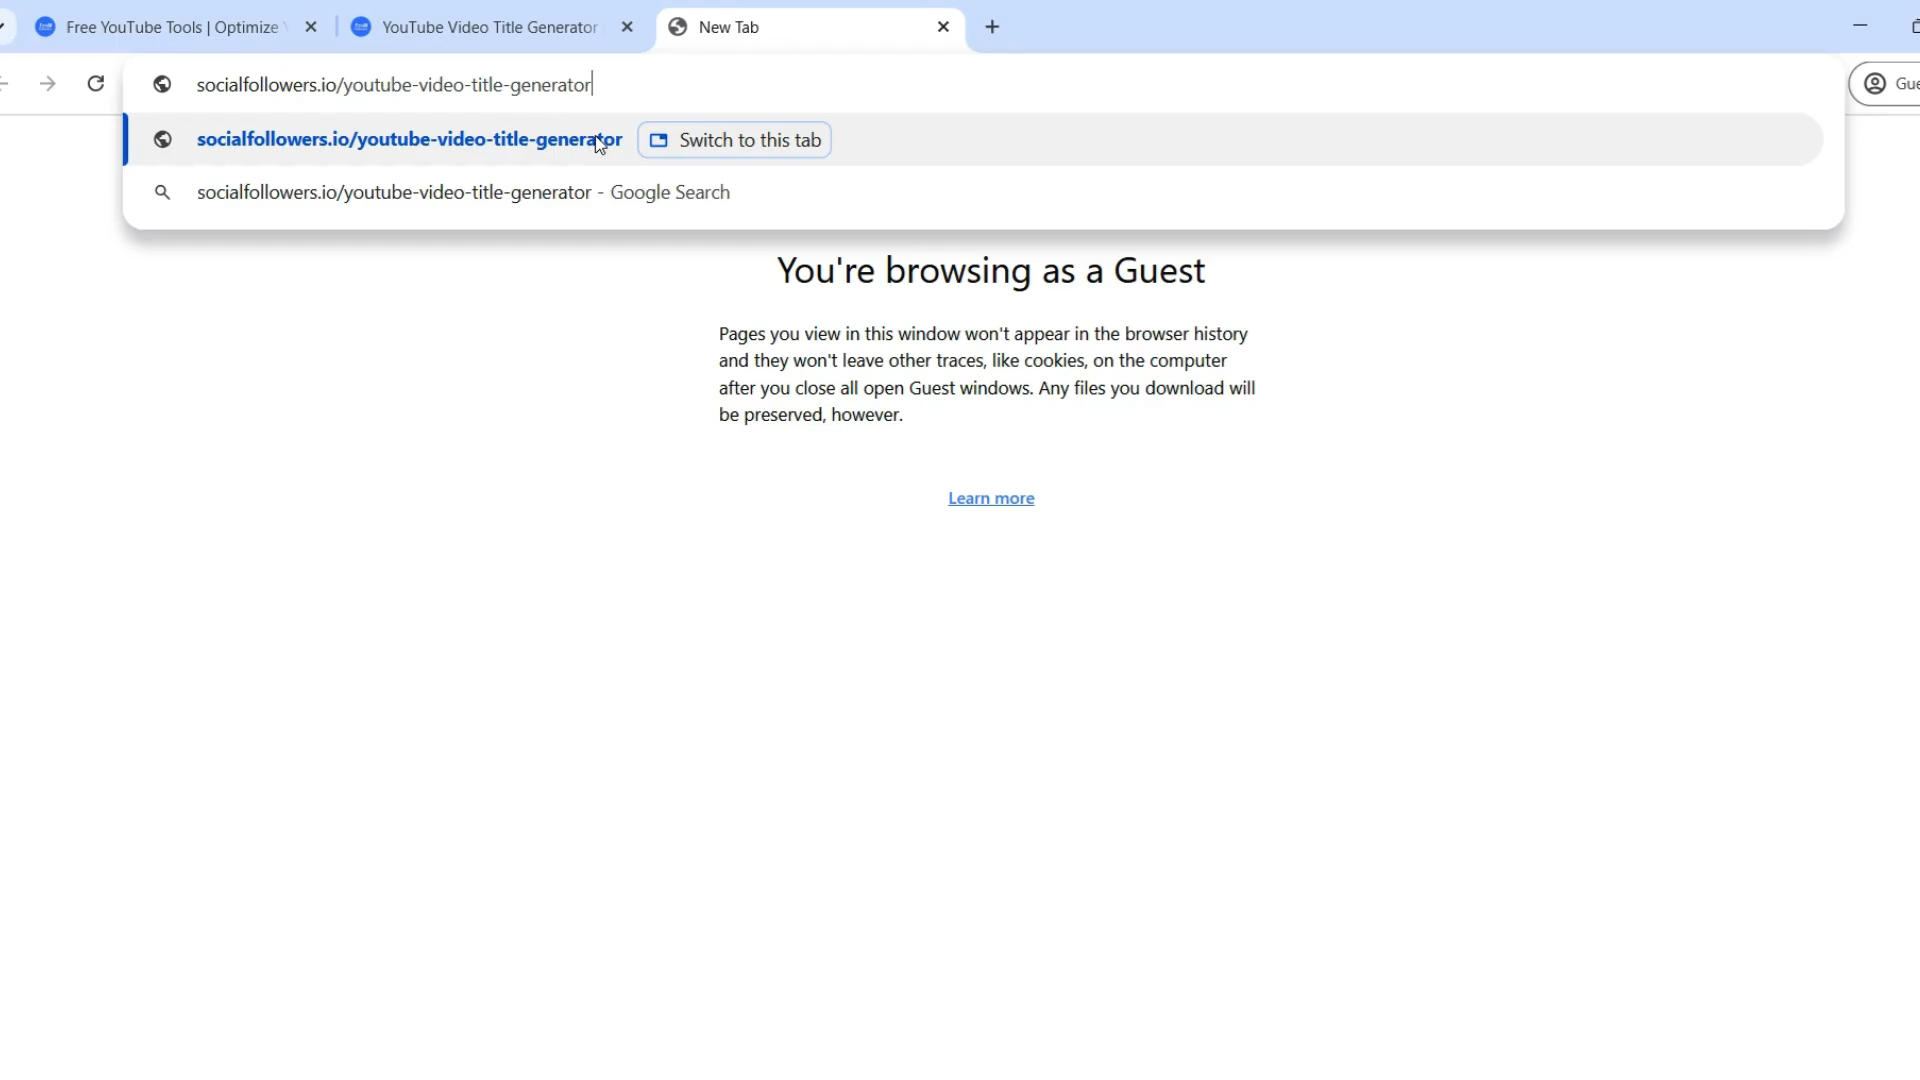 Free YouTube Tools | Optimize
YouTube Video Title Generator
New Tab
socialfollowers.io/youtube-video-title-generator
Gue
socialfollowers.io/youtube-video-title-generator Switch to this tab
socialfollowers.io/youtube-video-title-generator - Google Search
You're browsing as a Guest
Pages you view in this window won't appear in the browser history
and they won't leave other traces, like cookies, on the computer
after you close all open Guest windows. Any files you download will
be preserved, however.
Learn more